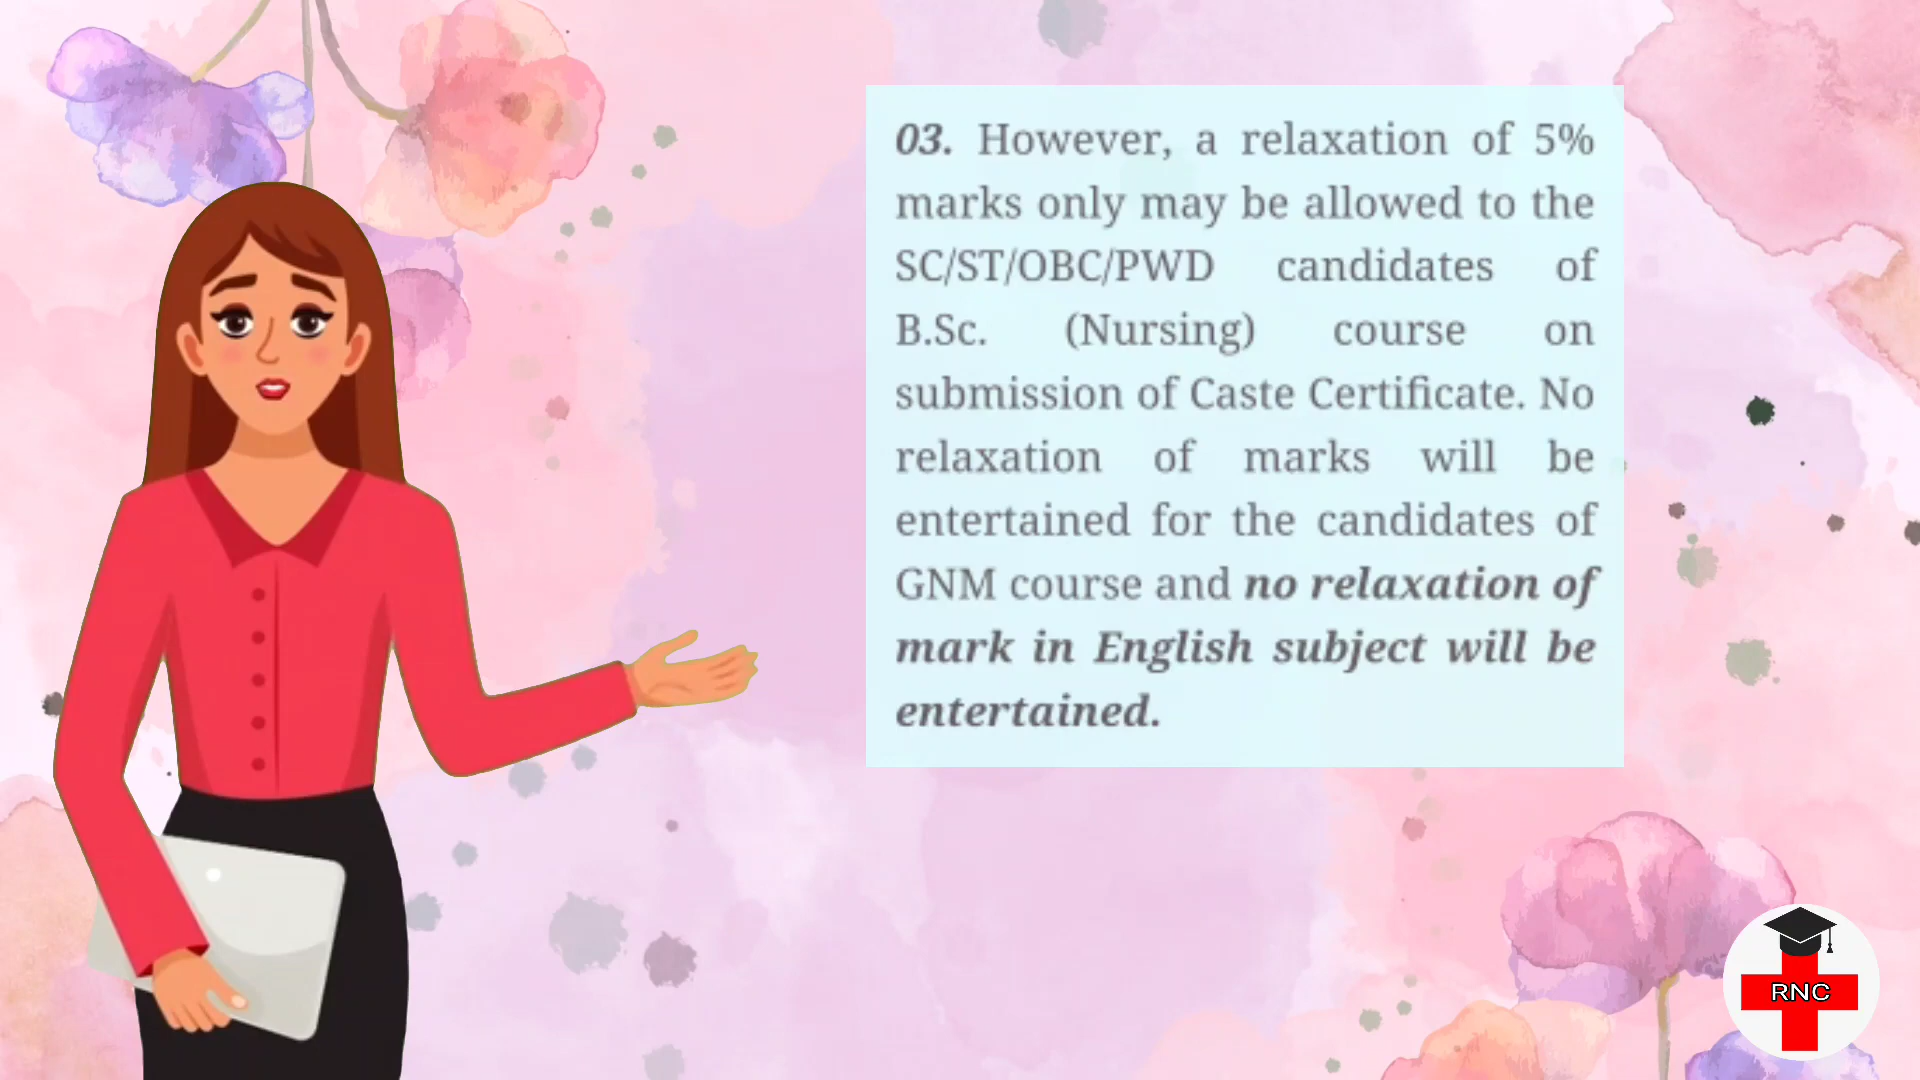 03. However, a relaxation of 5%
marks only may be allowed to the
SC/ST/OBC/PWD candidates of
B.Sc. (Nursing) course on
submission of Caste Certificate. No
relaxation of marks will be
entertained for the candidates of
GNM course and no relaxation of
mark in English subject will be
entertained.
RNC